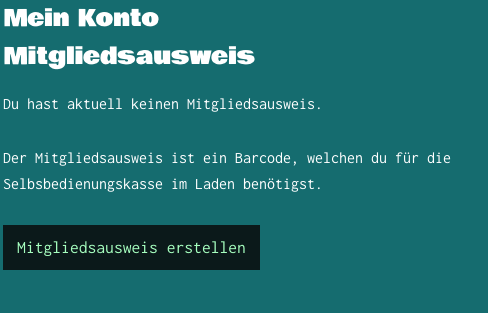 Mein Konto
Mitgliedsausweis
Du hast aktuell keinen Mitgliedsausweis.
Der Mitgliedsausweis ist ein Barcode, welchen du für die
Selbsbedienungskasse im Laden benötigst.
Mitgliedsausweis erstellen